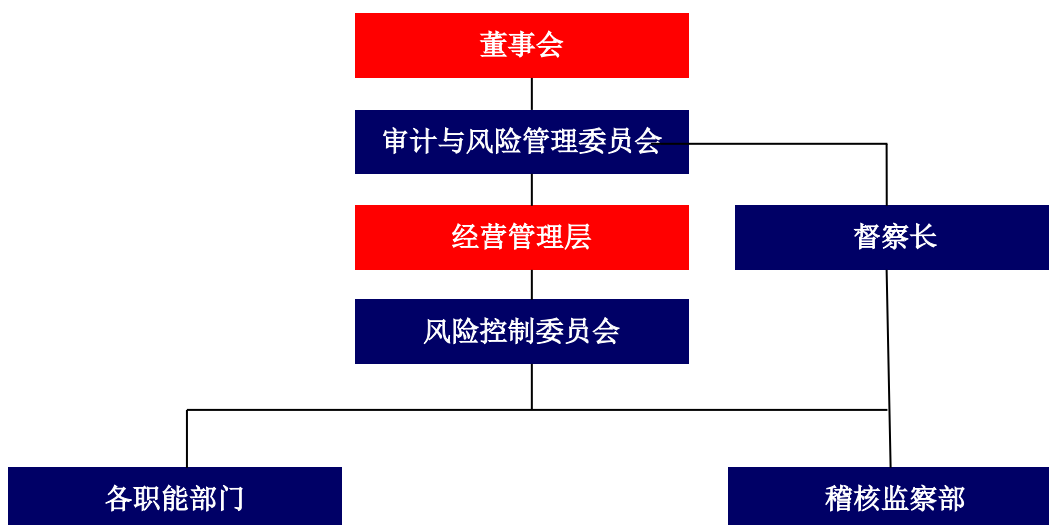 董事会
审计与风险管理委员会
经营管理层
督察长
风险控制委员会
各职能部门
稽核监察部